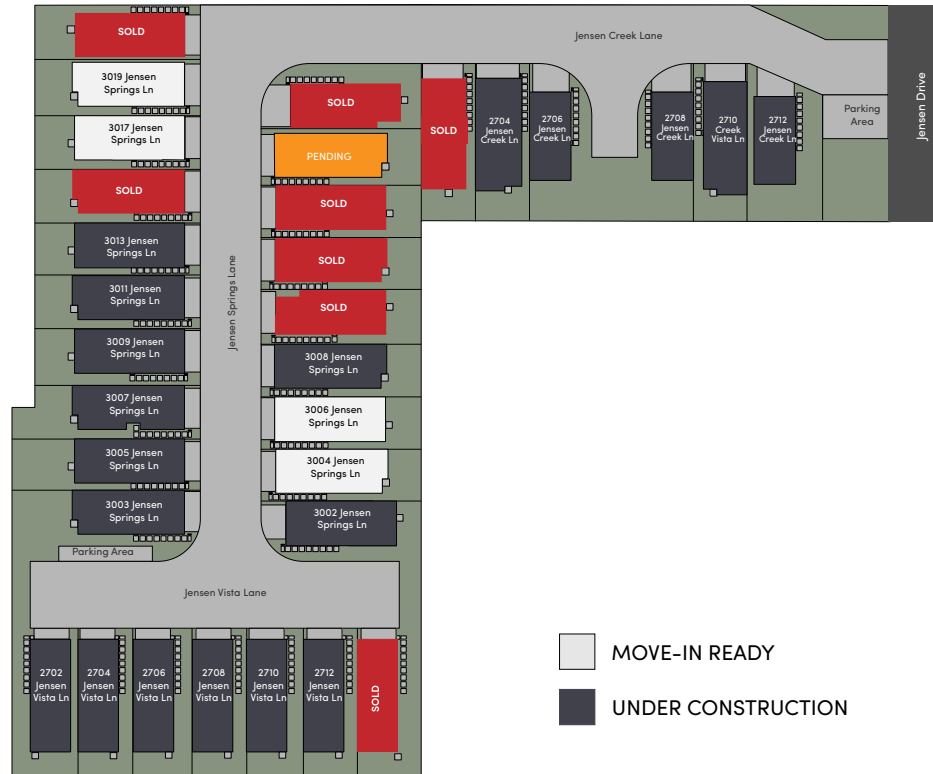 SOLD
3019 Jensen
Springs Ln
3017 Jensen
Springs Ln
SOLD
3013 Jensen
Springs Ln
3011 Jensen
Springs Ln
3009 Jensen
Springs Ln
3007 Jensen
Springs Ln
3005 Jensen
Springs Ln
3003 Jensen
Springs Ln
Parking Area
Jensen Springs Lane
SOLD
PENDING
SOLD
SOLD
SOLD
3008 Jensen
Springs Ln
3006 Jensen
Springs Ln
3004 Jensen
Springs Ln
3002 Jensen
Springs Ln
Jensen Creek Lane
SOLD
2704
Jensen
Creek Ln
2706
Jensen
Creek Ln
2708
Jensen
Creek Ln
2710
Creek
Vista Ln
2712
Jensen
Creek Ln
Parking
Area
Jensen Drive
Jensen Vista Lane
2702
Jensen
Vista Ln
2704
Jensen
Vista Ln
2706
Jensen
Vista Ln
2708
Jensen
Vista Ln
2710
Jensen
Vista Ln
2712
Jensen
Vista Ln
SOLD
MOVE-IN READY
UNDER CONSTRUCTION